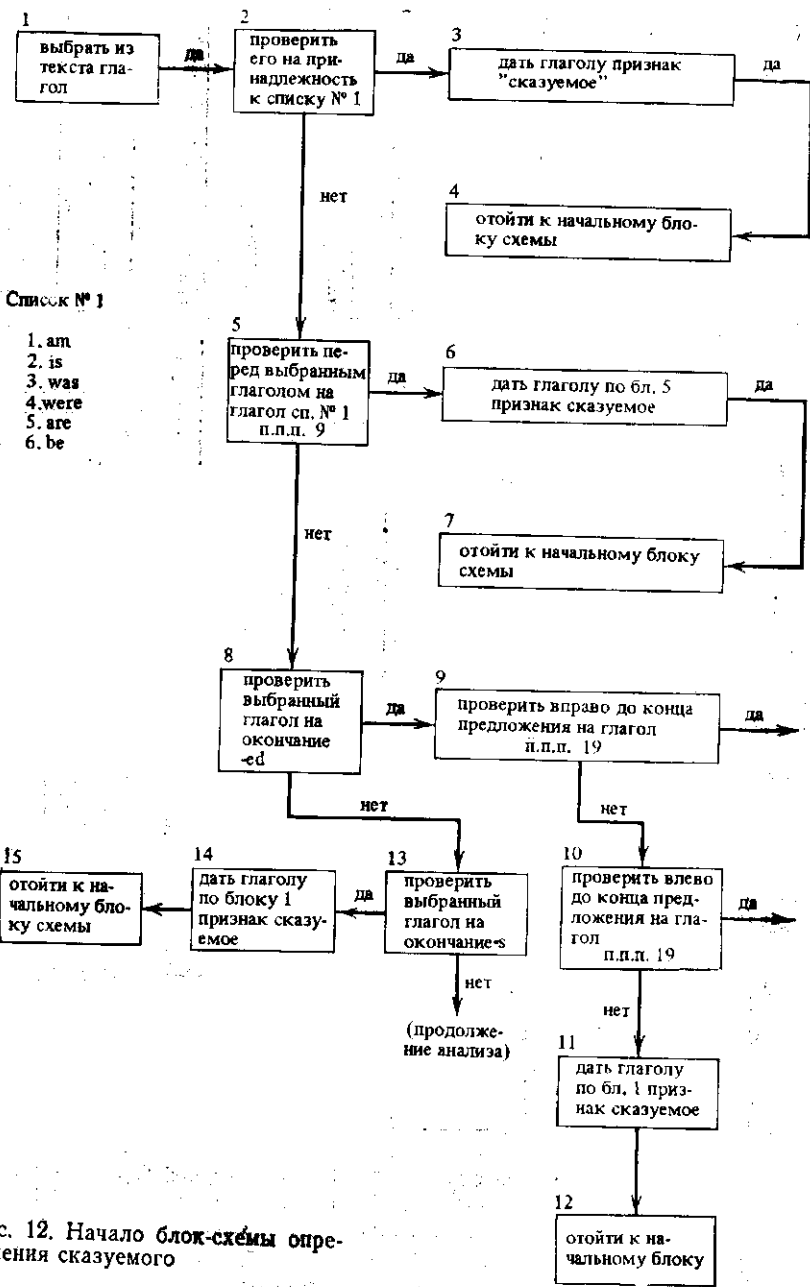 1
выбрать из
текста гла-
гол
да
2
проверить
его на при-
надлежность
к списку № 1
да
3
дать глаголу признак
"сказуемое"
да
нет
4
отойти к начальному бло-
ку схемы
Список № 1
1. am
2. is
3. was
4. were
5. are
6. be
5
проверить пе-
ред выбранным
глаголом на
глагол сп. № 1
п.п.п. 9
да
6
дать глаголу по бл. 5
признак сказуемое
да
нет
7
отойти к начальному блоку
схемы
8
проверить
выбранный
глагол на
окончание
-ed
да
9
проверить вправо до конца
предложения на глагол
п.п.п. 19
да
нет
нет
15
отойти к на-
чальному бло-
ку схемы
14
дать глаголу
по блоку 1
признак сказу-
емое
да
13
проверить
выбранный
глагол на
окончание-s
10
проверить влево
до конца пред-
ложения на гла-
гол
п.п.п. 19
да
нет
(продолже-
ние анализа)
нет
11
дать глаголу
по бл. 1 приз-
нак сказуемое
12
отойти к на-
чальному блоку
с. 12. Начало блок-схемы опре-
ления сказуемого